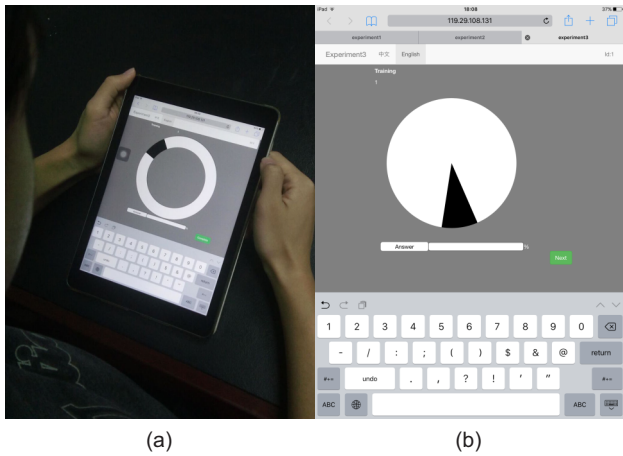 iPad 18:08 37%
119.29.108.131
experiment1 experiment2 experiment3
Experiment3 中文 English M:1
Training
1
Answer %
Next
1 2 3 4 5 6 7 8 9 0
- / : ; ( ) $ & @ return
#+= undo . , ? ! ' " #+=
ABC ABC
(a) (b)